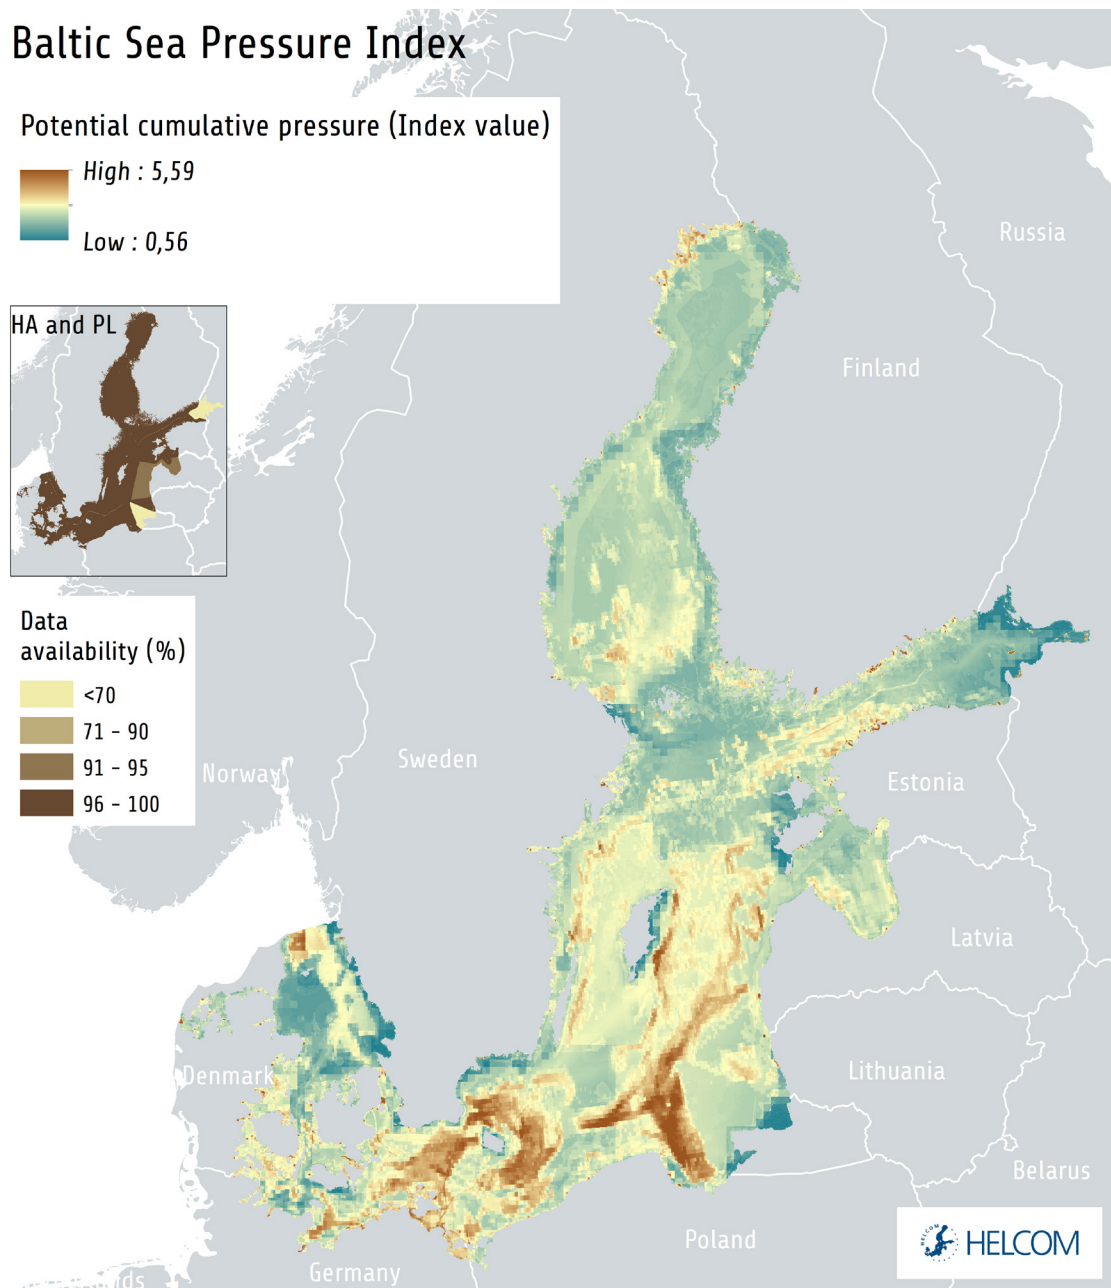 Baltic Sea Pressure Index
Potential cumulative pressure (Index value)
High : 5,59
Low : 0,56
HA and PL
Data
availability (%)
<70
71 - 90
91 - 95
96 - 100
Russia
Finland
Sweden
Norway
Estonia
Latvia
Lithuania
Denmark
Belarus
Poland
Germany
HELCOM
HELCOM